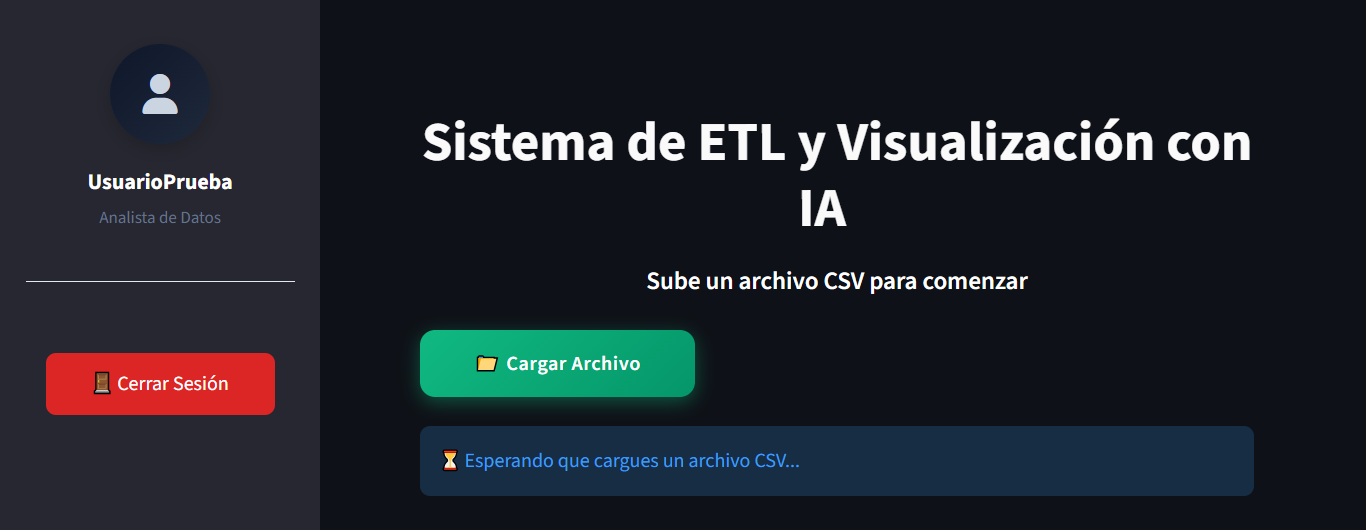 UsuarioPrueba
Analista de Datos
🚪 Cerrar Sesión
Sistema de ETL y Visualización con
IA
Sube un archivo CSV para comenzar
📁 Cargar Archivo
⏳ Esperando que cargues un archivo CSV...